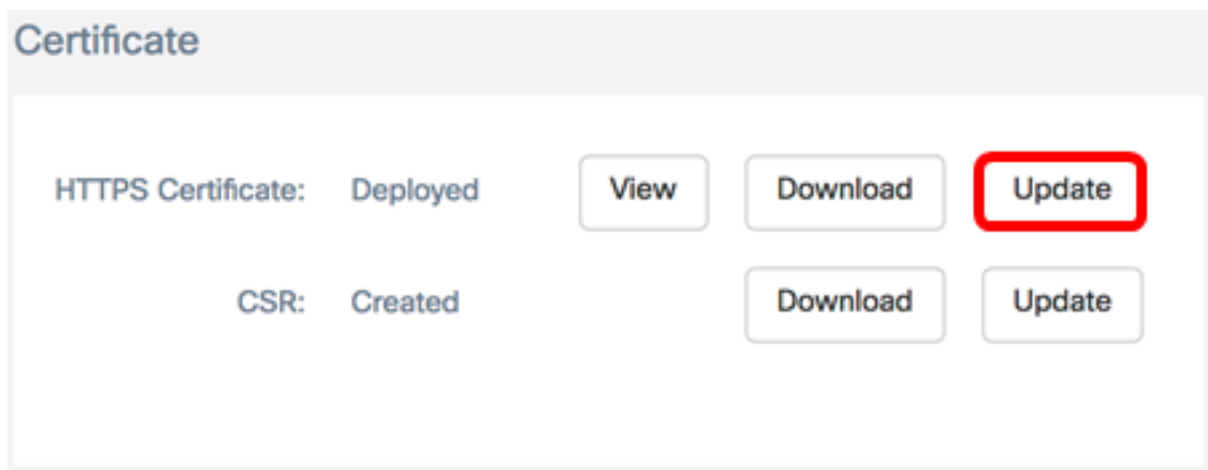 Certificate
HTTPS Certificate: Deployed View Download Update
CSR: Created Download Update